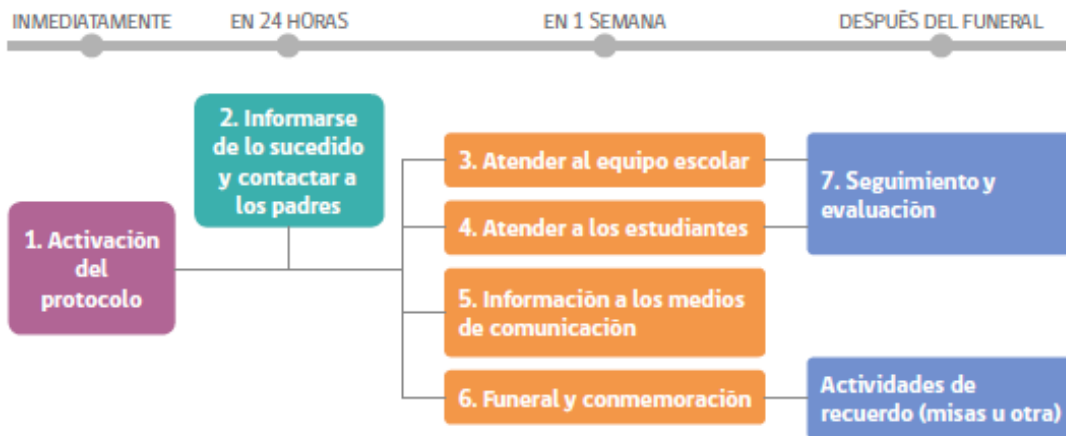 INMEDIATAMENTE
EN 24 HORAS
EN 1 SEMANA
DESPUÉS DEL FUNERAL
1. Activación
del
protocolo
2. Informarse
de lo sucedido
y contactar a
los padres
3. Atender al equipo escolar
4. Atender a los estudiantes
5. Información a los medios
de comunicación
6. Funeral y conmemoración
7. Seguimiento y
evaluación
Actividades de
recuerdo (misas u otra)